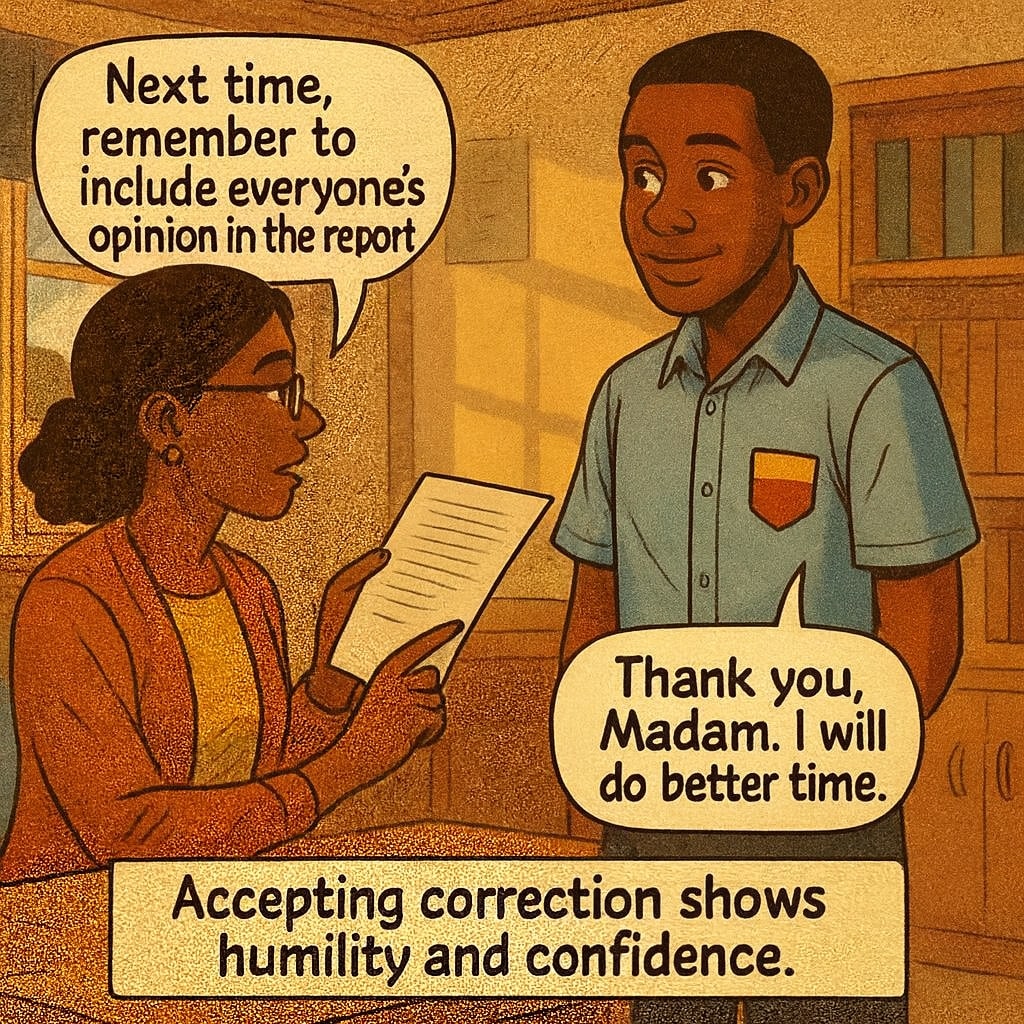 Next time,
remember to
include everyone's
opinion in the report
Thank you,
Madam. I will
do better time.
Accepting correction shows
humility and confidence.